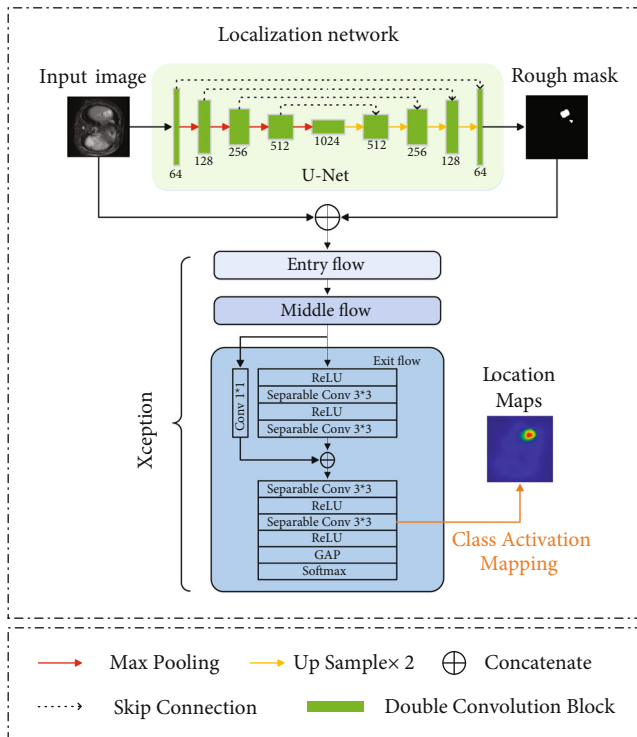 Localization network
Input image
Rough mask
64
128
256
512
1024
512
256
128
64
U-Net
Entry flow
Middle flow
Exit flow
Xception
Conv 1*1
ReLU
Separable Conv 3*3
ReLU
Separable Conv 3*3
Separable Conv 3*3
ReLU
Separable Conv 3*3
ReLU
GAP
Softmax
Location
Maps
Class Activation
Mapping
Max Pooling
Up Sample× 2
Concatenate
Skip Connection
Double Convolution Block